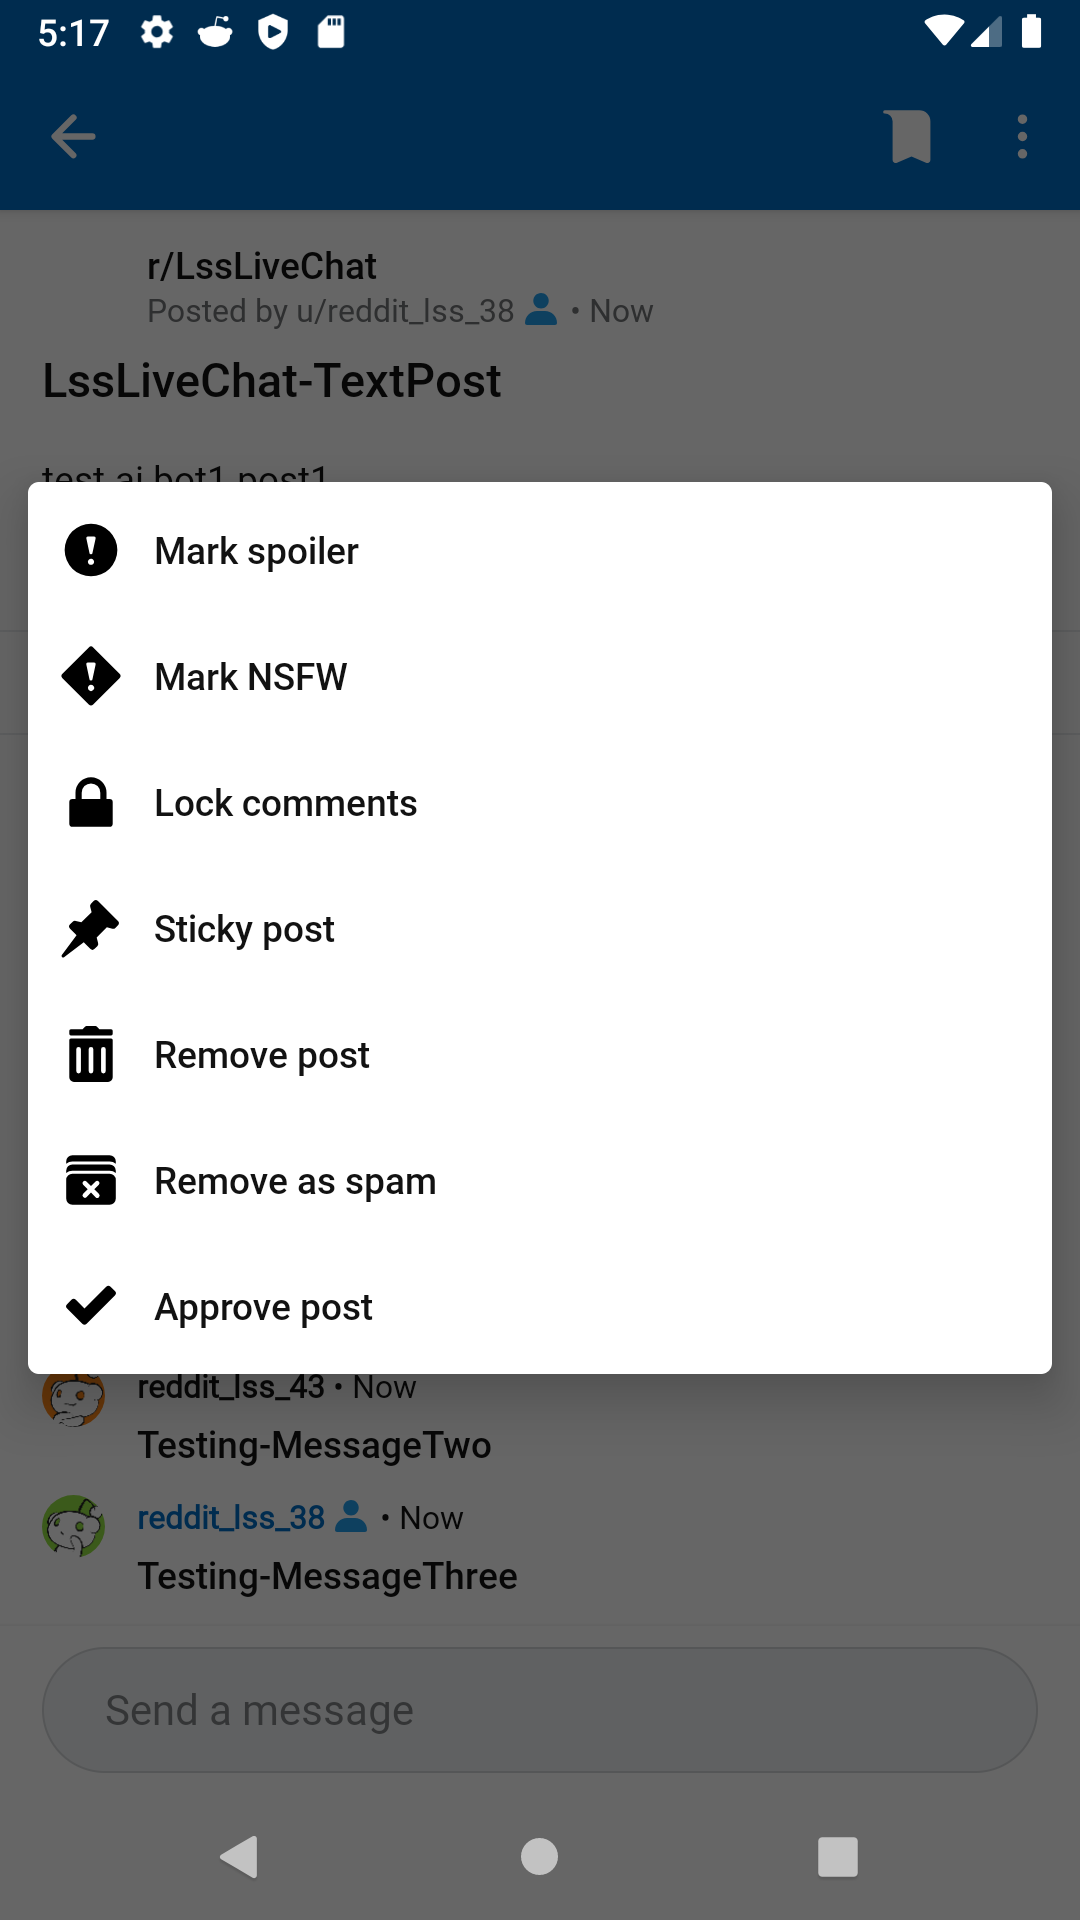 5:17
r/LssLiveChat
Posted by u/reddit_lss_38 • Now
LssLiveChat-TextPost
test ai bot1 post1
Mark spoiler
Mark NSFW
Lock comments
Sticky post
Remove post
Remove as spam
Approve post
reddit_lss_43 • Now
Testing-MessageTwo
reddit_lss_38 • Now
Testing-MessageThree
Send a message